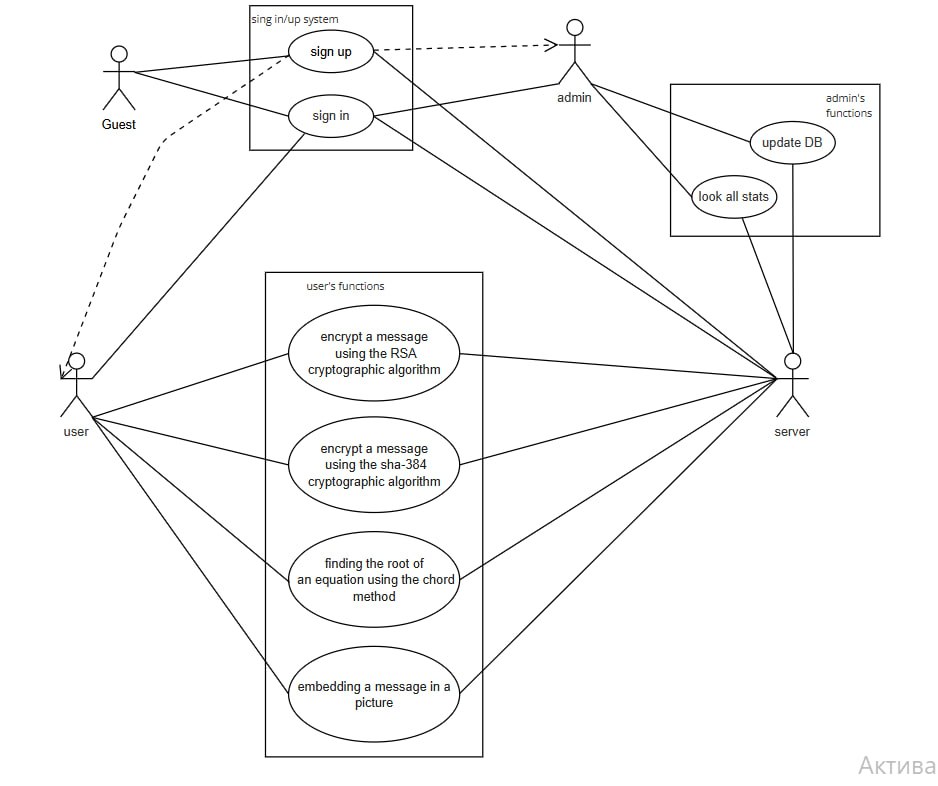 sing in/up system
sign up
sign in
Guest
admin
admin's
functions
update DB
look all stats
user's functions
encrypt a message
using the RSA
cryptographic algorithm
encrypt a message
using the sha-384
cryptographic algorithm
finding the root of
an equation using the chord
method
embedding a message in a
picture
user
server
Актива